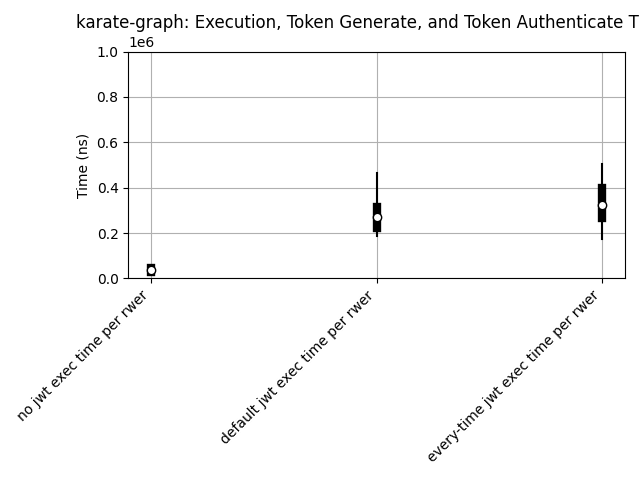 karate-graph: Execution, Token Generate, and Token Authenticate T
1e6
1.0
0.8
0.6
0.4
0.2
0.0
Time (ns)
no jwt exec time per rwer
default jwt exec time per rwer
every-time jwt exec time per rwer